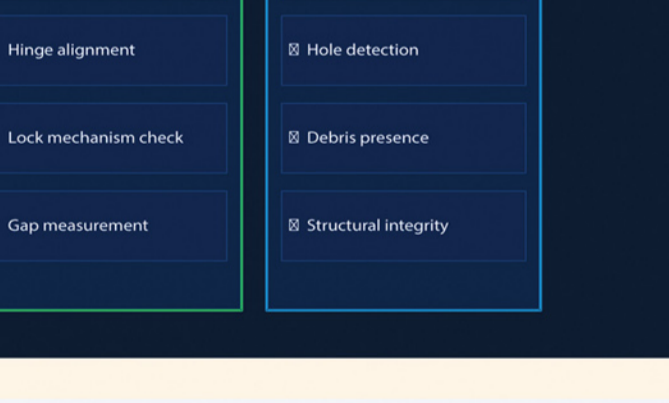 Hinge alignment
Lock mechanism check
Gap measurement
☒ Hole detection
☒ Debris presence
☒ Structural integrity